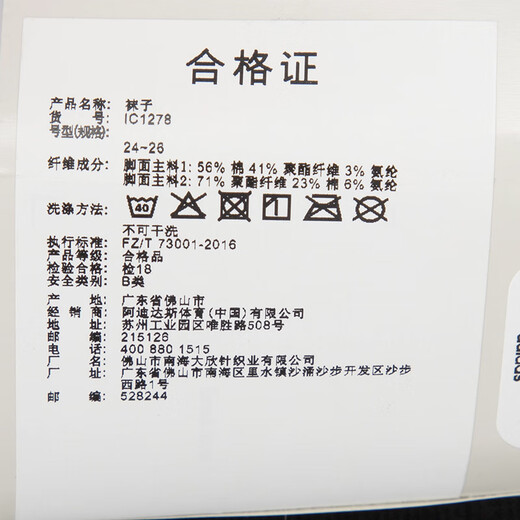 合格证
产品名称: 袜子
货 号: IC1278
号型(规格):
24-26
纤维成分: 脚面主料1: 56% 棉 41% 聚酯纤维 3% 氨纶
脚面主料2: 71% 聚酯纤维 23% 棉 6% 氨纶
洗涤方法: 40
不可干洗
执行标准: FZ/T 73001-2016
产品等级: 合格品
检验合格: 检18
安全类别: B类
产 地: 广东省佛山市
经 销 商: 阿迪达斯体育(中国)有限公司
地 址: 苏州工业园区唯胜路508号
邮 编: 215126
电 话: 400 880 1515
厂 名: 佛山市南海大欣针织业有限公司
厂 址: 广东省佛山市南海区里水镇沙涌沙步开发区沙步
西路1号
邮 编: 528244